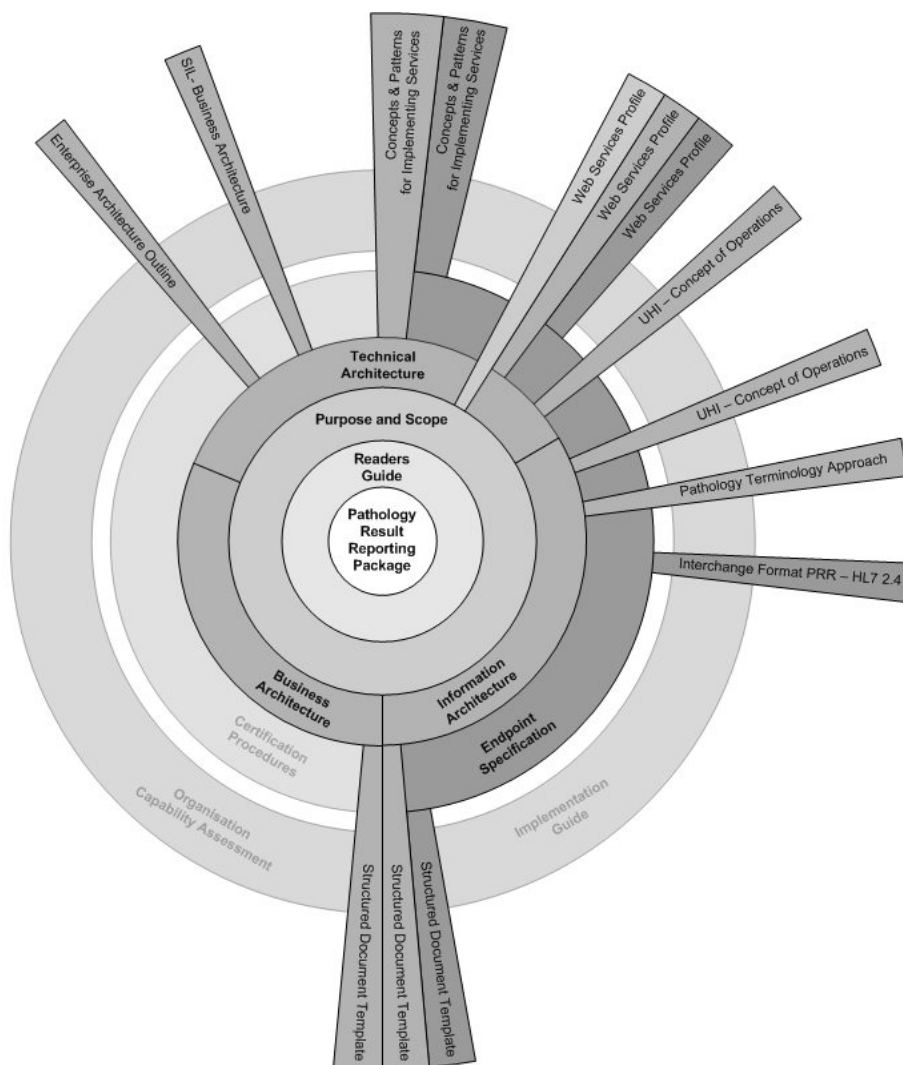 Enterprise Architecture Outline
SIL- Business Architecture
Concepts & Patterns
for Implementing Services
Concepts & Patterns
for Implementing Services
Web Services Profile
Web Services Profile
Web Services Profile
UHI – Concept of Operations
UHI – Concept of Operations
Pathology Terminology Approach
Interchange Format PRR – HL7 2.4
Technical
Architecture
Purpose and Scope
Readers
Guide
Pathology
Result
Reporting
Package
Business
Architecture
Information
Architecture
Endpoint
Specification
Certification
Procedures
Organisation
Capability Assessment
Implementation
Guide
Structured Document Template
Structured Document Template
Structured Document Template